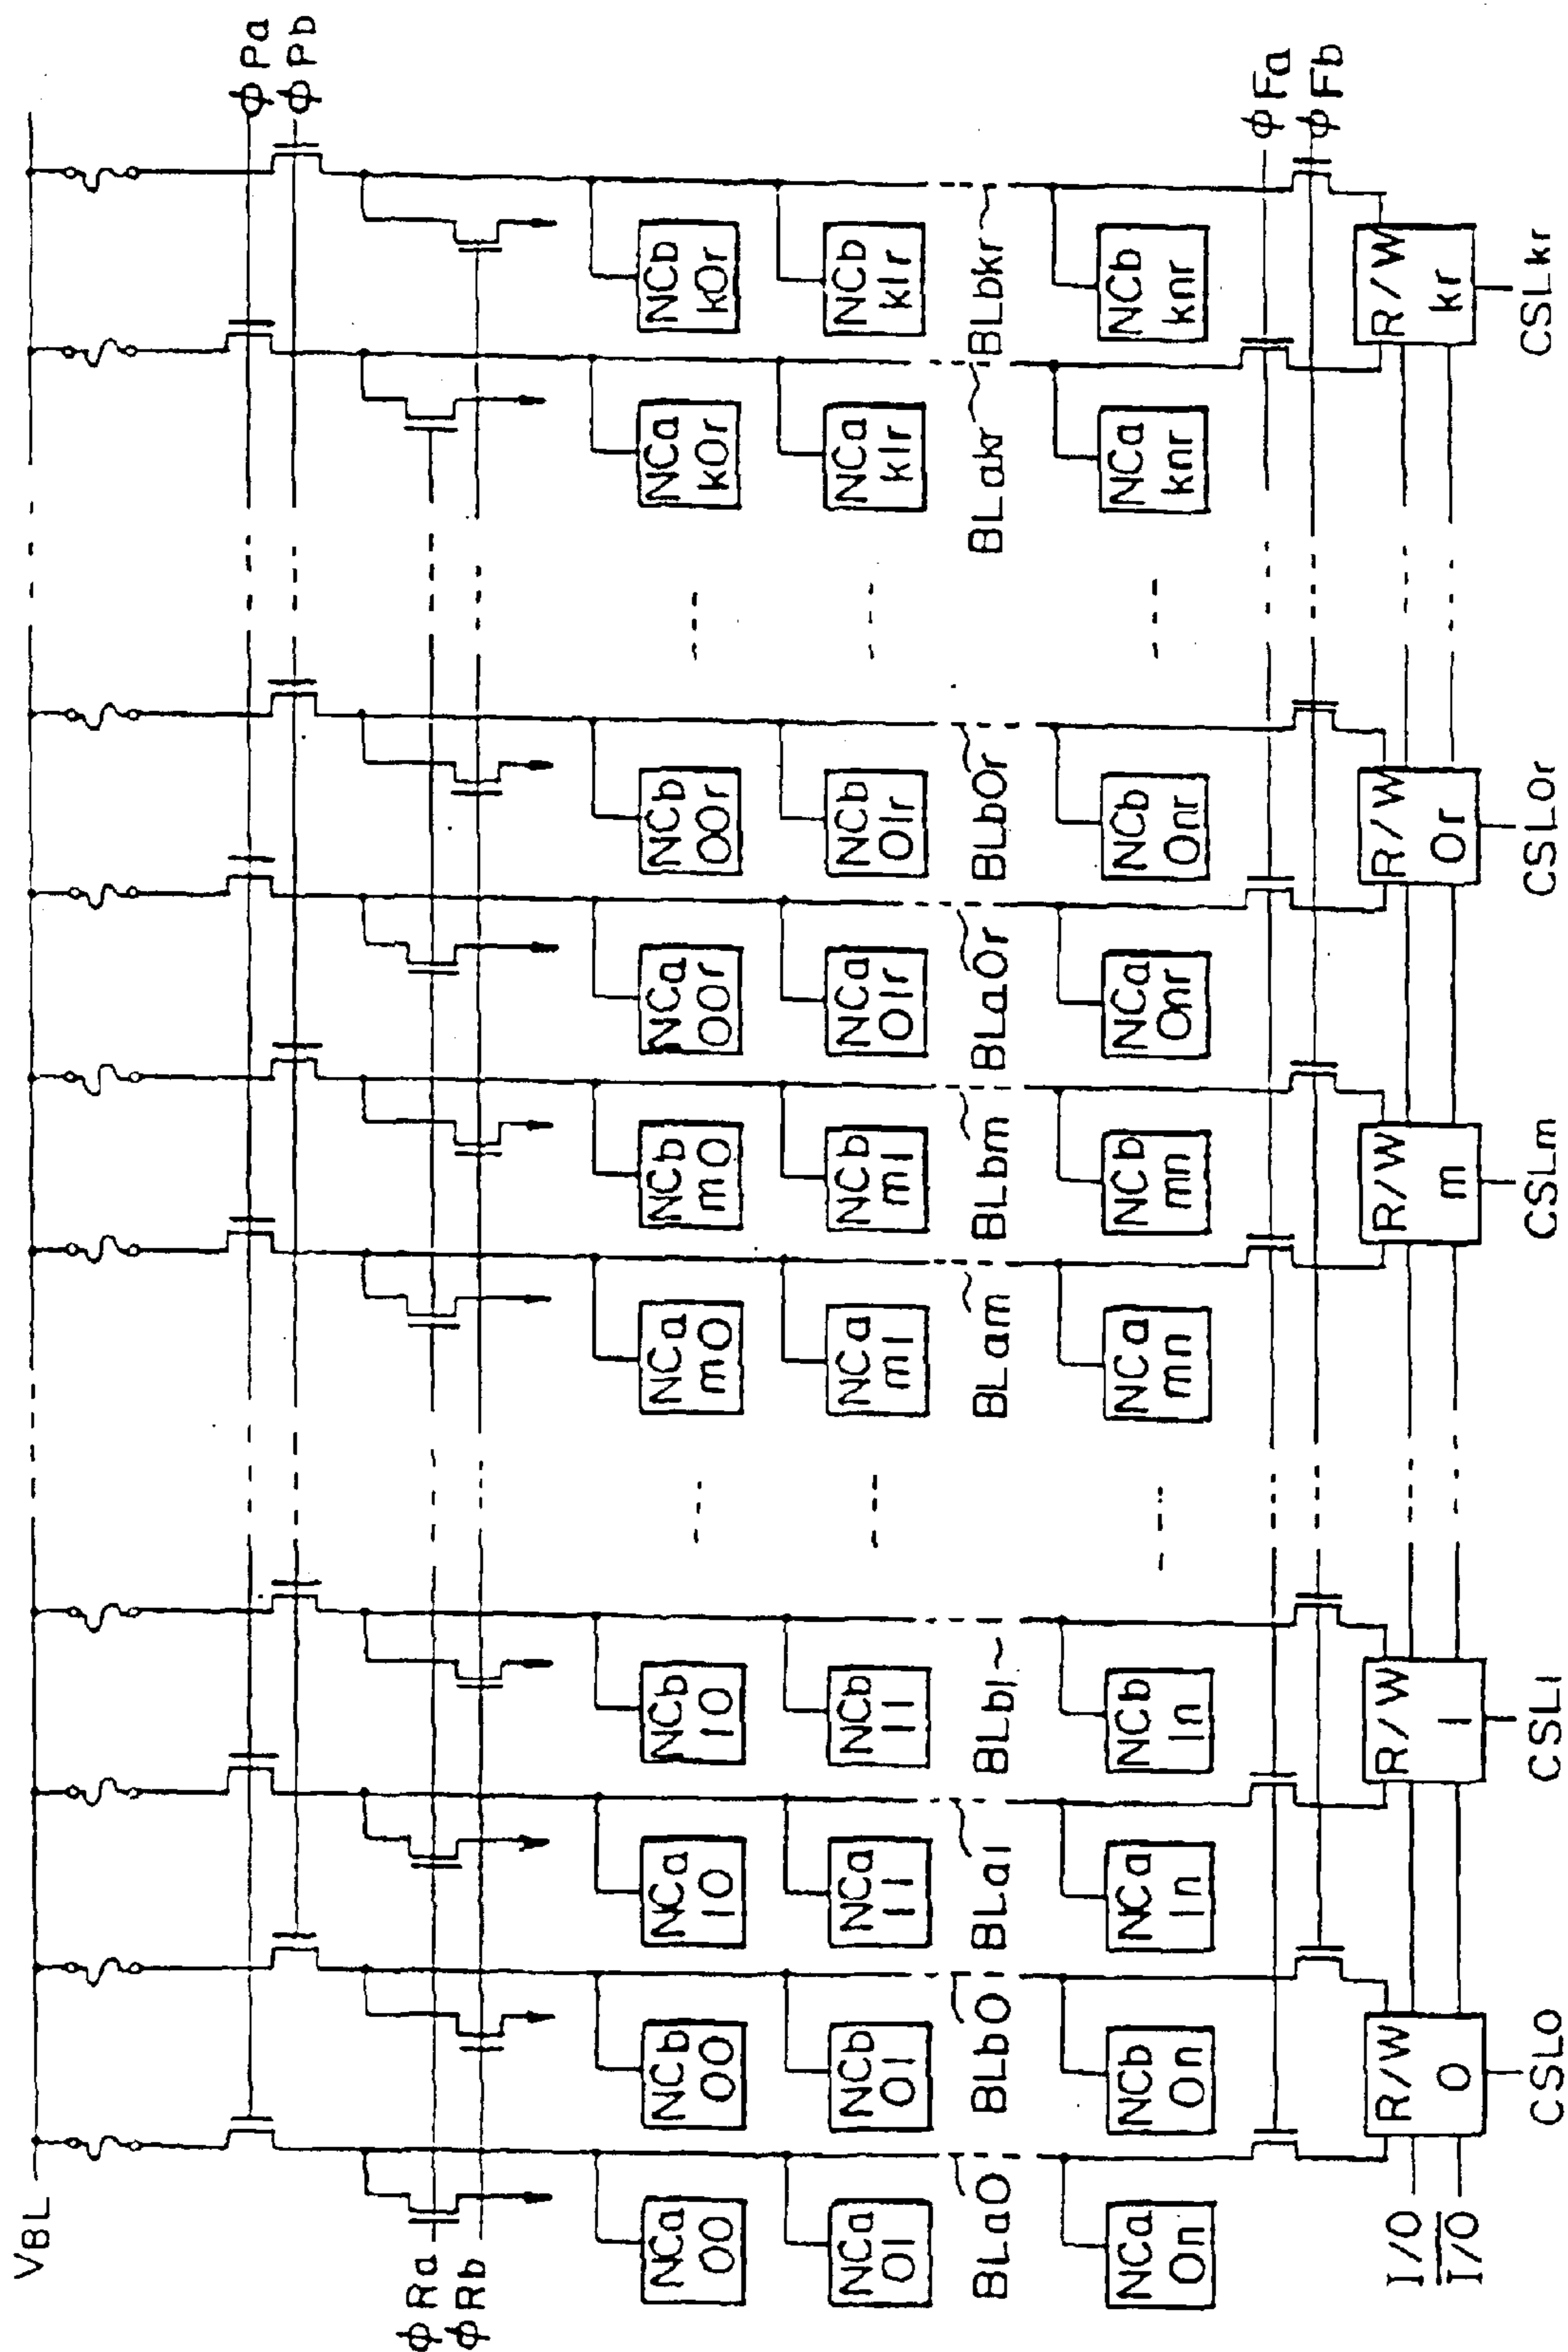 VBL
φPa
φPb
φRa
φRb
NCa 00
NCb 00
NCa 10
NCb 10
NCa m0
NCb m0
NCa 00r
NCb 00r
NCa k0r
NCb k0r
NCa 01
NCb 01
NCa 11
NCb 11
NCa m1
NCb m1
NCa 01r
NCb 01r
NCa k1r
NCb k1r
BLa0
BLb0
BLa1
BLb1
BLam
BLbm
BLa0r
BLb0r
BLakr
BLbkr
NCa 0n
NCb 0n
NCa 1n
NCb 1n
NCa mn
NCb mn
NCa 0nr
NCb 0nr
NCa knr
NCb knr
φFa
φFb
I/O
I/O
R/W 0
R/W 1
R/W m
R/W 0r
R/W kr
CSL0
CSL1
CSLm
CSL0r
CSLkr